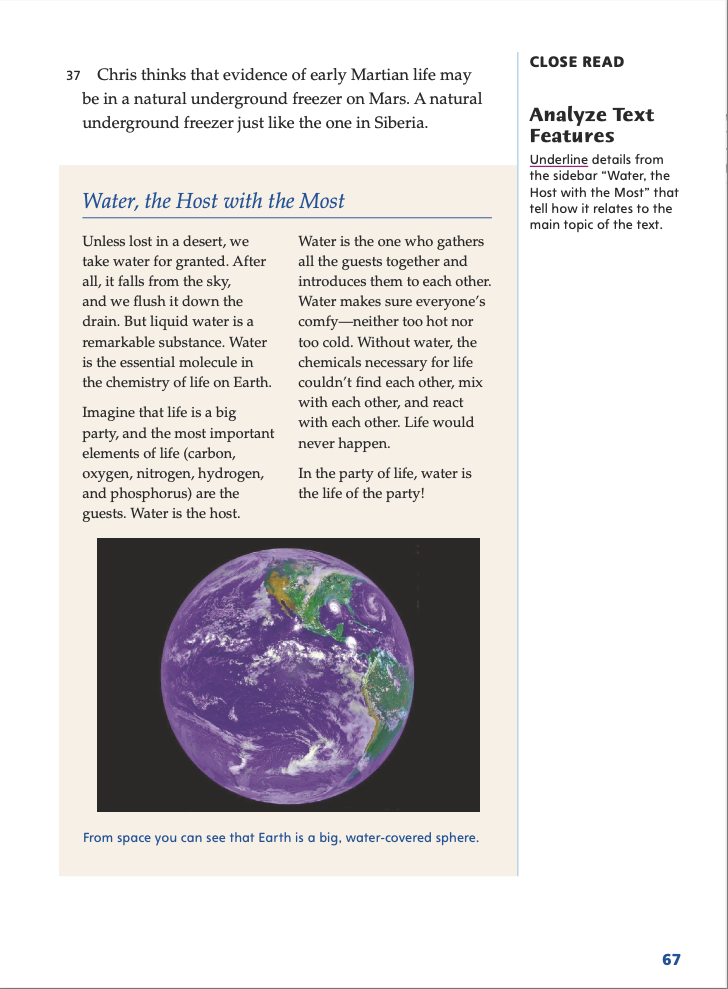 37 Chris thinks that evidence of early Martian life may
be in a natural underground freezer on Mars. A natural
underground freezer just like the one in Siberia.
CLOSE READ
Analyze Text
Features
Underline details from
the sidebar “Water, the
Host with the Most” that
tell how it relates to the
main topic of the text.
Water, the Host with the Most
Unless lost in a desert, we
take water for granted. After
all, it falls from the sky,
and we flush it down the
drain. But liquid water is a
remarkable substance. Water
is the essential molecule in
the chemistry of life on Earth.
Imagine that life is a big
party, and the most important
elements of life (carbon,
oxygen, nitrogen, hydrogen,
and phosphorus) are the
guests. Water is the host.
Water is the one who gathers
all the guests together and
introduces them to each other.
Water makes sure everyone’s
comfy—neither too hot nor
too cold. Without water, the
chemicals necessary for life
couldn’t find each other, mix
with each other, and react
with each other. Life would
never happen.
In the party of life, water is
the life of the party!
From space you can see that Earth is a big, water-covered sphere.
67